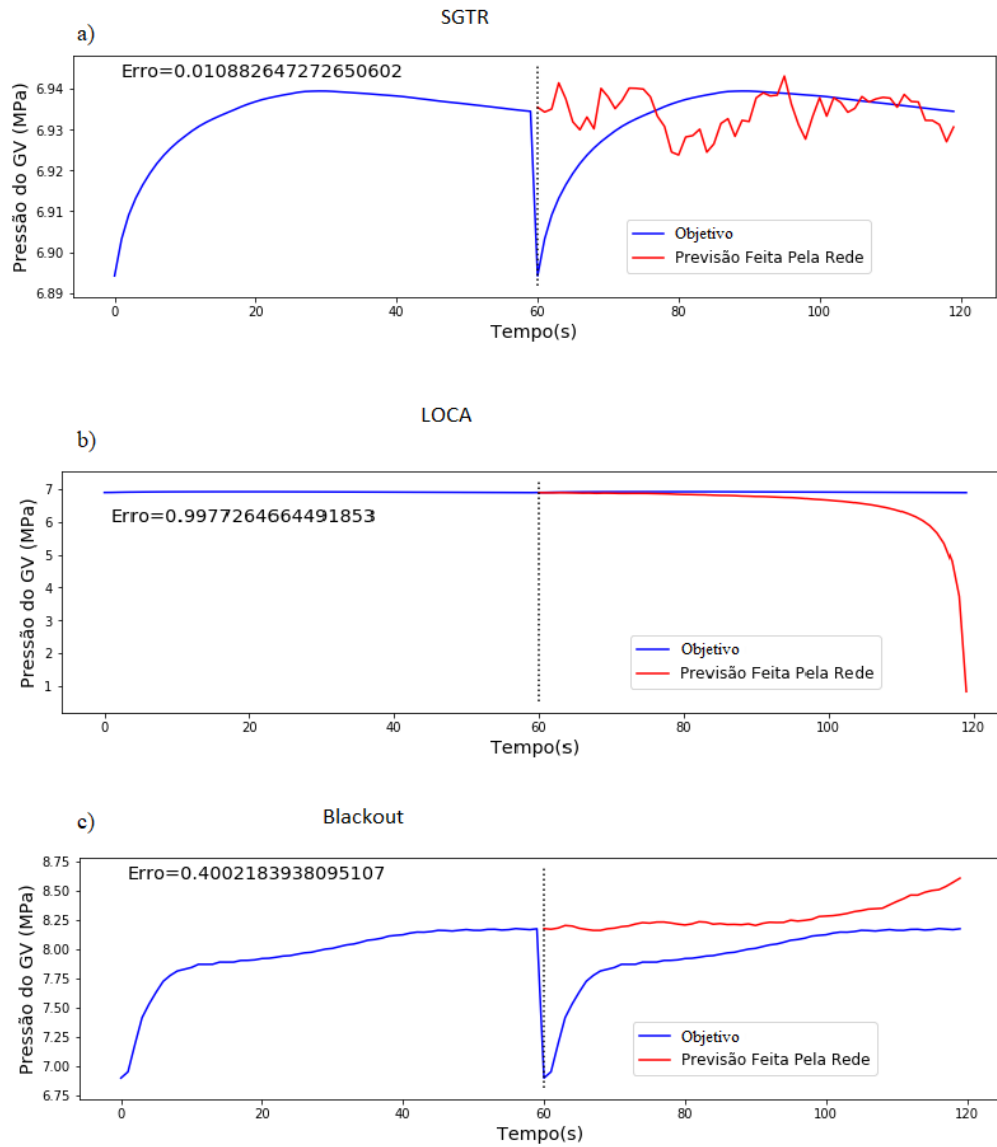 SGTR
a)
Erro=0.010882647272650602
Pressão do GV (MPa)
6.94
6.93
6.92
6.91
6.90
6.89
Objetivo
Previsão Feita Pela Rede
0 20 40 60 80 100 120
Tempo(s)
LOCA
b)
Erro=0.9977264664491853
Pressão do GV (MPa)
7
6
5
4
3
2
1
Objetivo
Previsão Feita Pela Rede
0 20 40 60 80 100 120
Tempo(s)
Blackout
c)
Erro=0.4002183938095107
Pressão do GV (MPa)
8.75
8.50
8.25
8.00
7.75
7.50
7.25
7.00
6.75
Objetivo
Previsão Feita Pela Rede
0 20 40 60 80 100 120
Tempo(s)